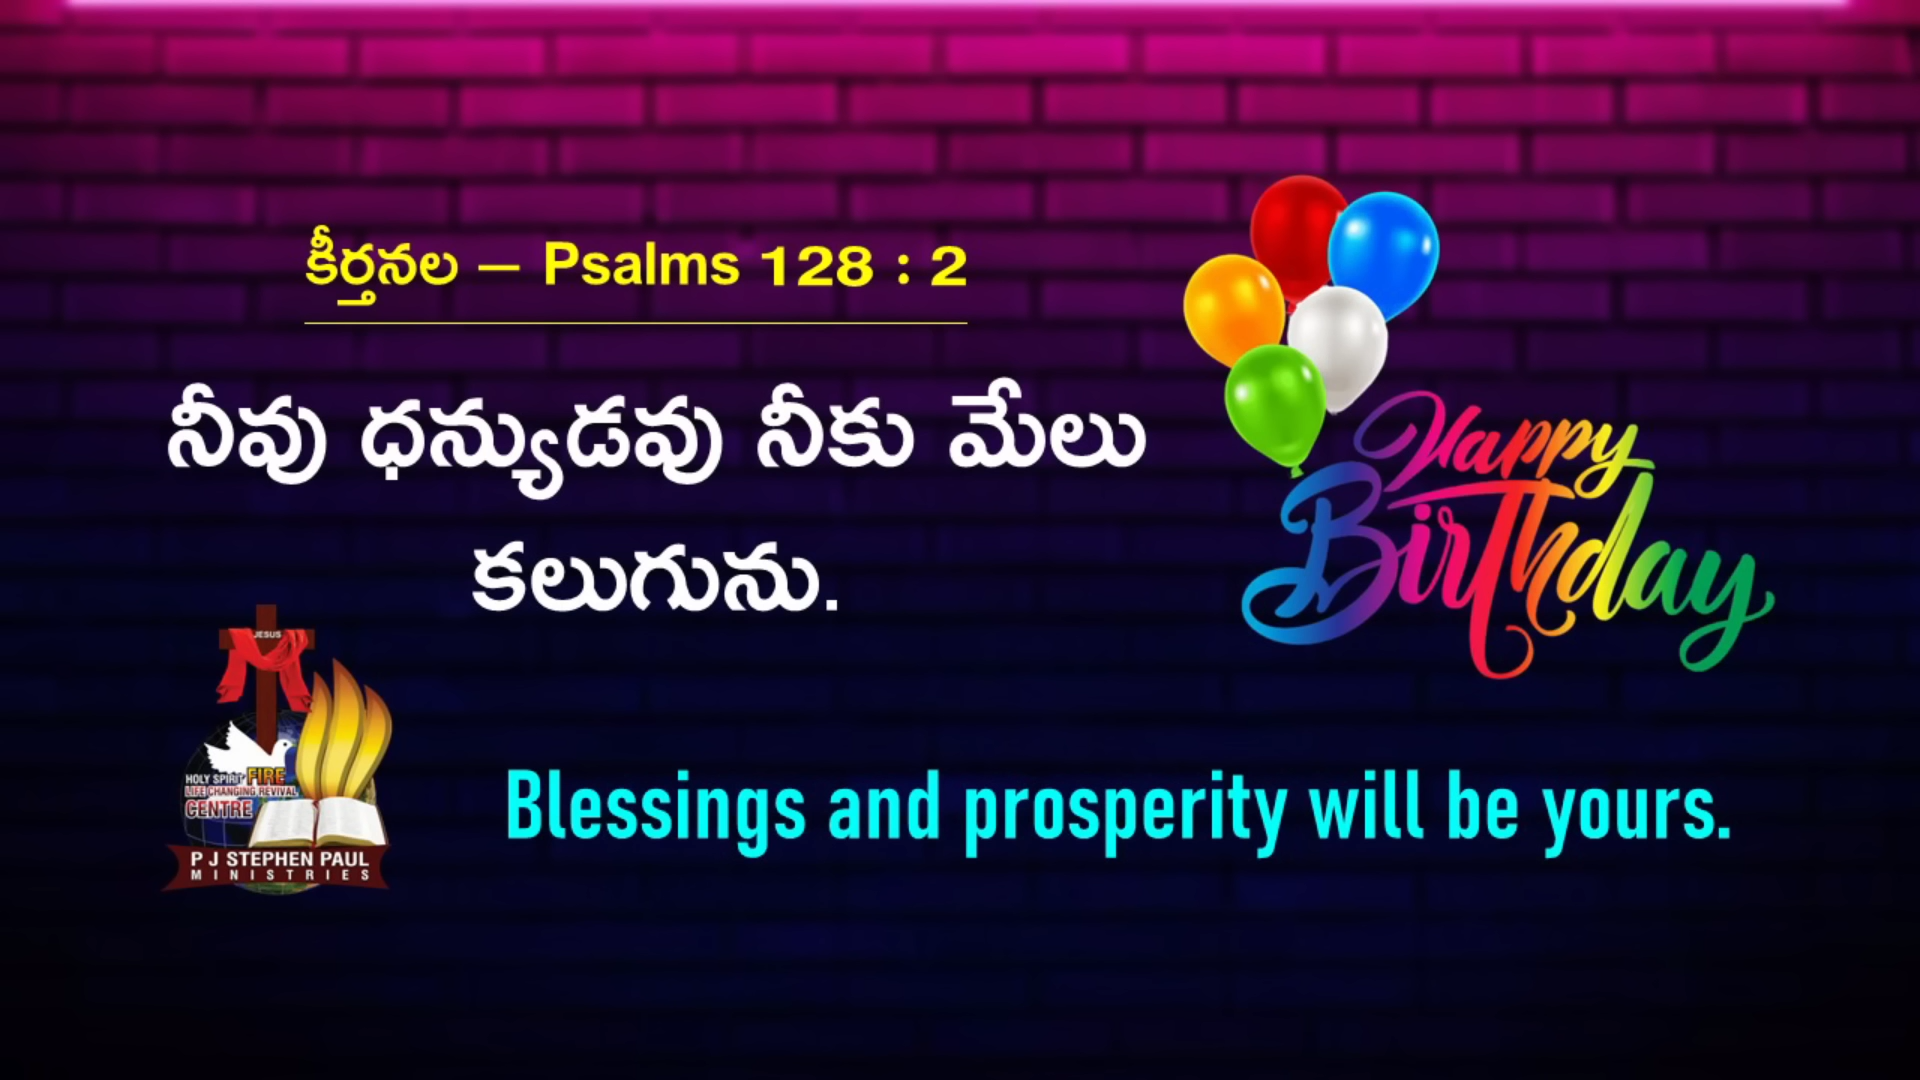 కీర్తనల – Psalms 128 : 2
నీవు ధన్యుడవు నీకు మేలు
కలుగును.
Happy
Birthday
JESUS
HOLY SPIRIT FIRE
LIFE CHANGING REVIVAL
CENTRE
P J STEPHEN PAUL
MINISTRIES
Blessings and prosperity will be yours.